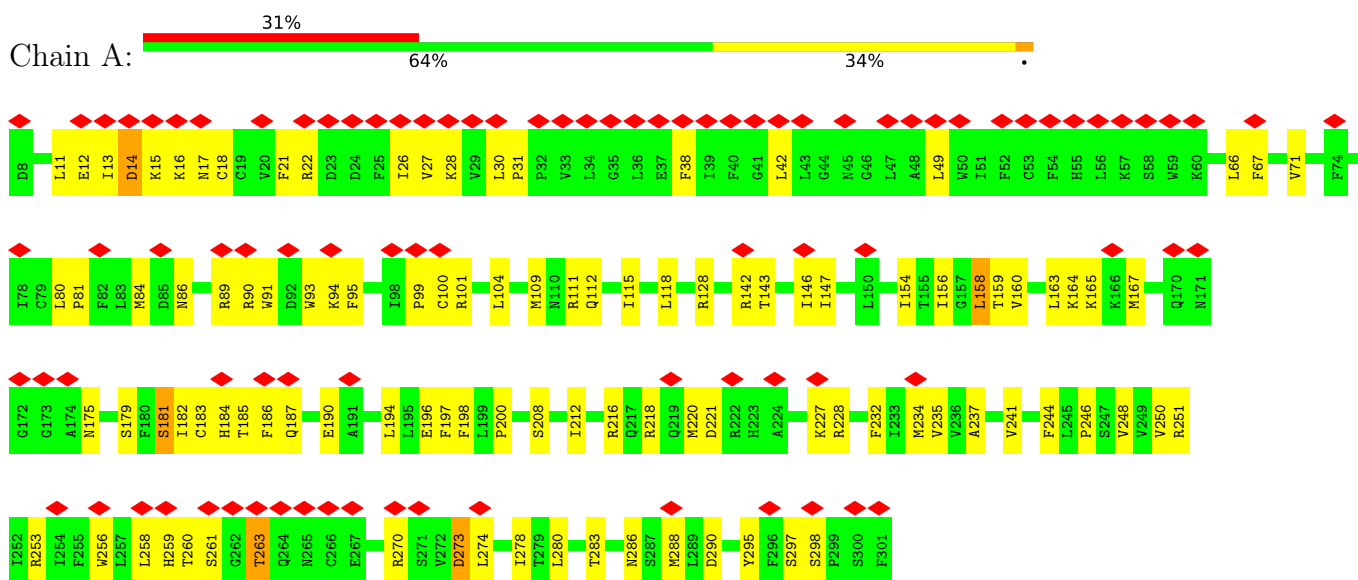 31%
Chain A:
64% 34% •
D8 L11 E12 I13 D14 K15 K16 N17 C18 C19 V20 F21 R22 D23 D24 F25 I26 V27 K28 V29 L30 P31 P32 V33 L34 G35 L36 E37 F38 I39 F40 G41 L42 L43 G44 N45 G46 L47 A48 L49 W50 I51 F52 C53 F54 H55 L56 K57 S58 W59 K60 L66 F67 V71 F74
I78 C79 L80 P81 F82 L83 M84 D85 N86 R89 R90 W91 D92 W93 K94 F95 I98 P99 C100 R101 L104 M109 N110 R111 Q112 I115 L118 R128 R142 T143 I146 I147 L150 I154 T155 I156 G157 L158 T159 V160 L163 K164 K165 K166 M167 Q170 N171
G172 G173 A174 N175 S179 F180 S181 I182 C183 H184 T185 F186 Q187 E190 A191 L194 L195 E196 F197 F198 L199 P200 S208 I212 R216 Q217 R218 Q219 M220 D221 R222 H223 A224 K227 R228 F232 I233 M234 V235 V236 A237 V241 F244 L245 P246 S247 V248 V249 V250 R251
I252 R253 I254 F255 W256 L257 L258 H259 T260 S261 G262 T263 Q264 N265 C266 E267 R270 S271 V272 D273 L274 I278 T279 L280 T283 N286 S287 M288 L289 D290 Y295 F296 S297 S298 P299 S300 F301